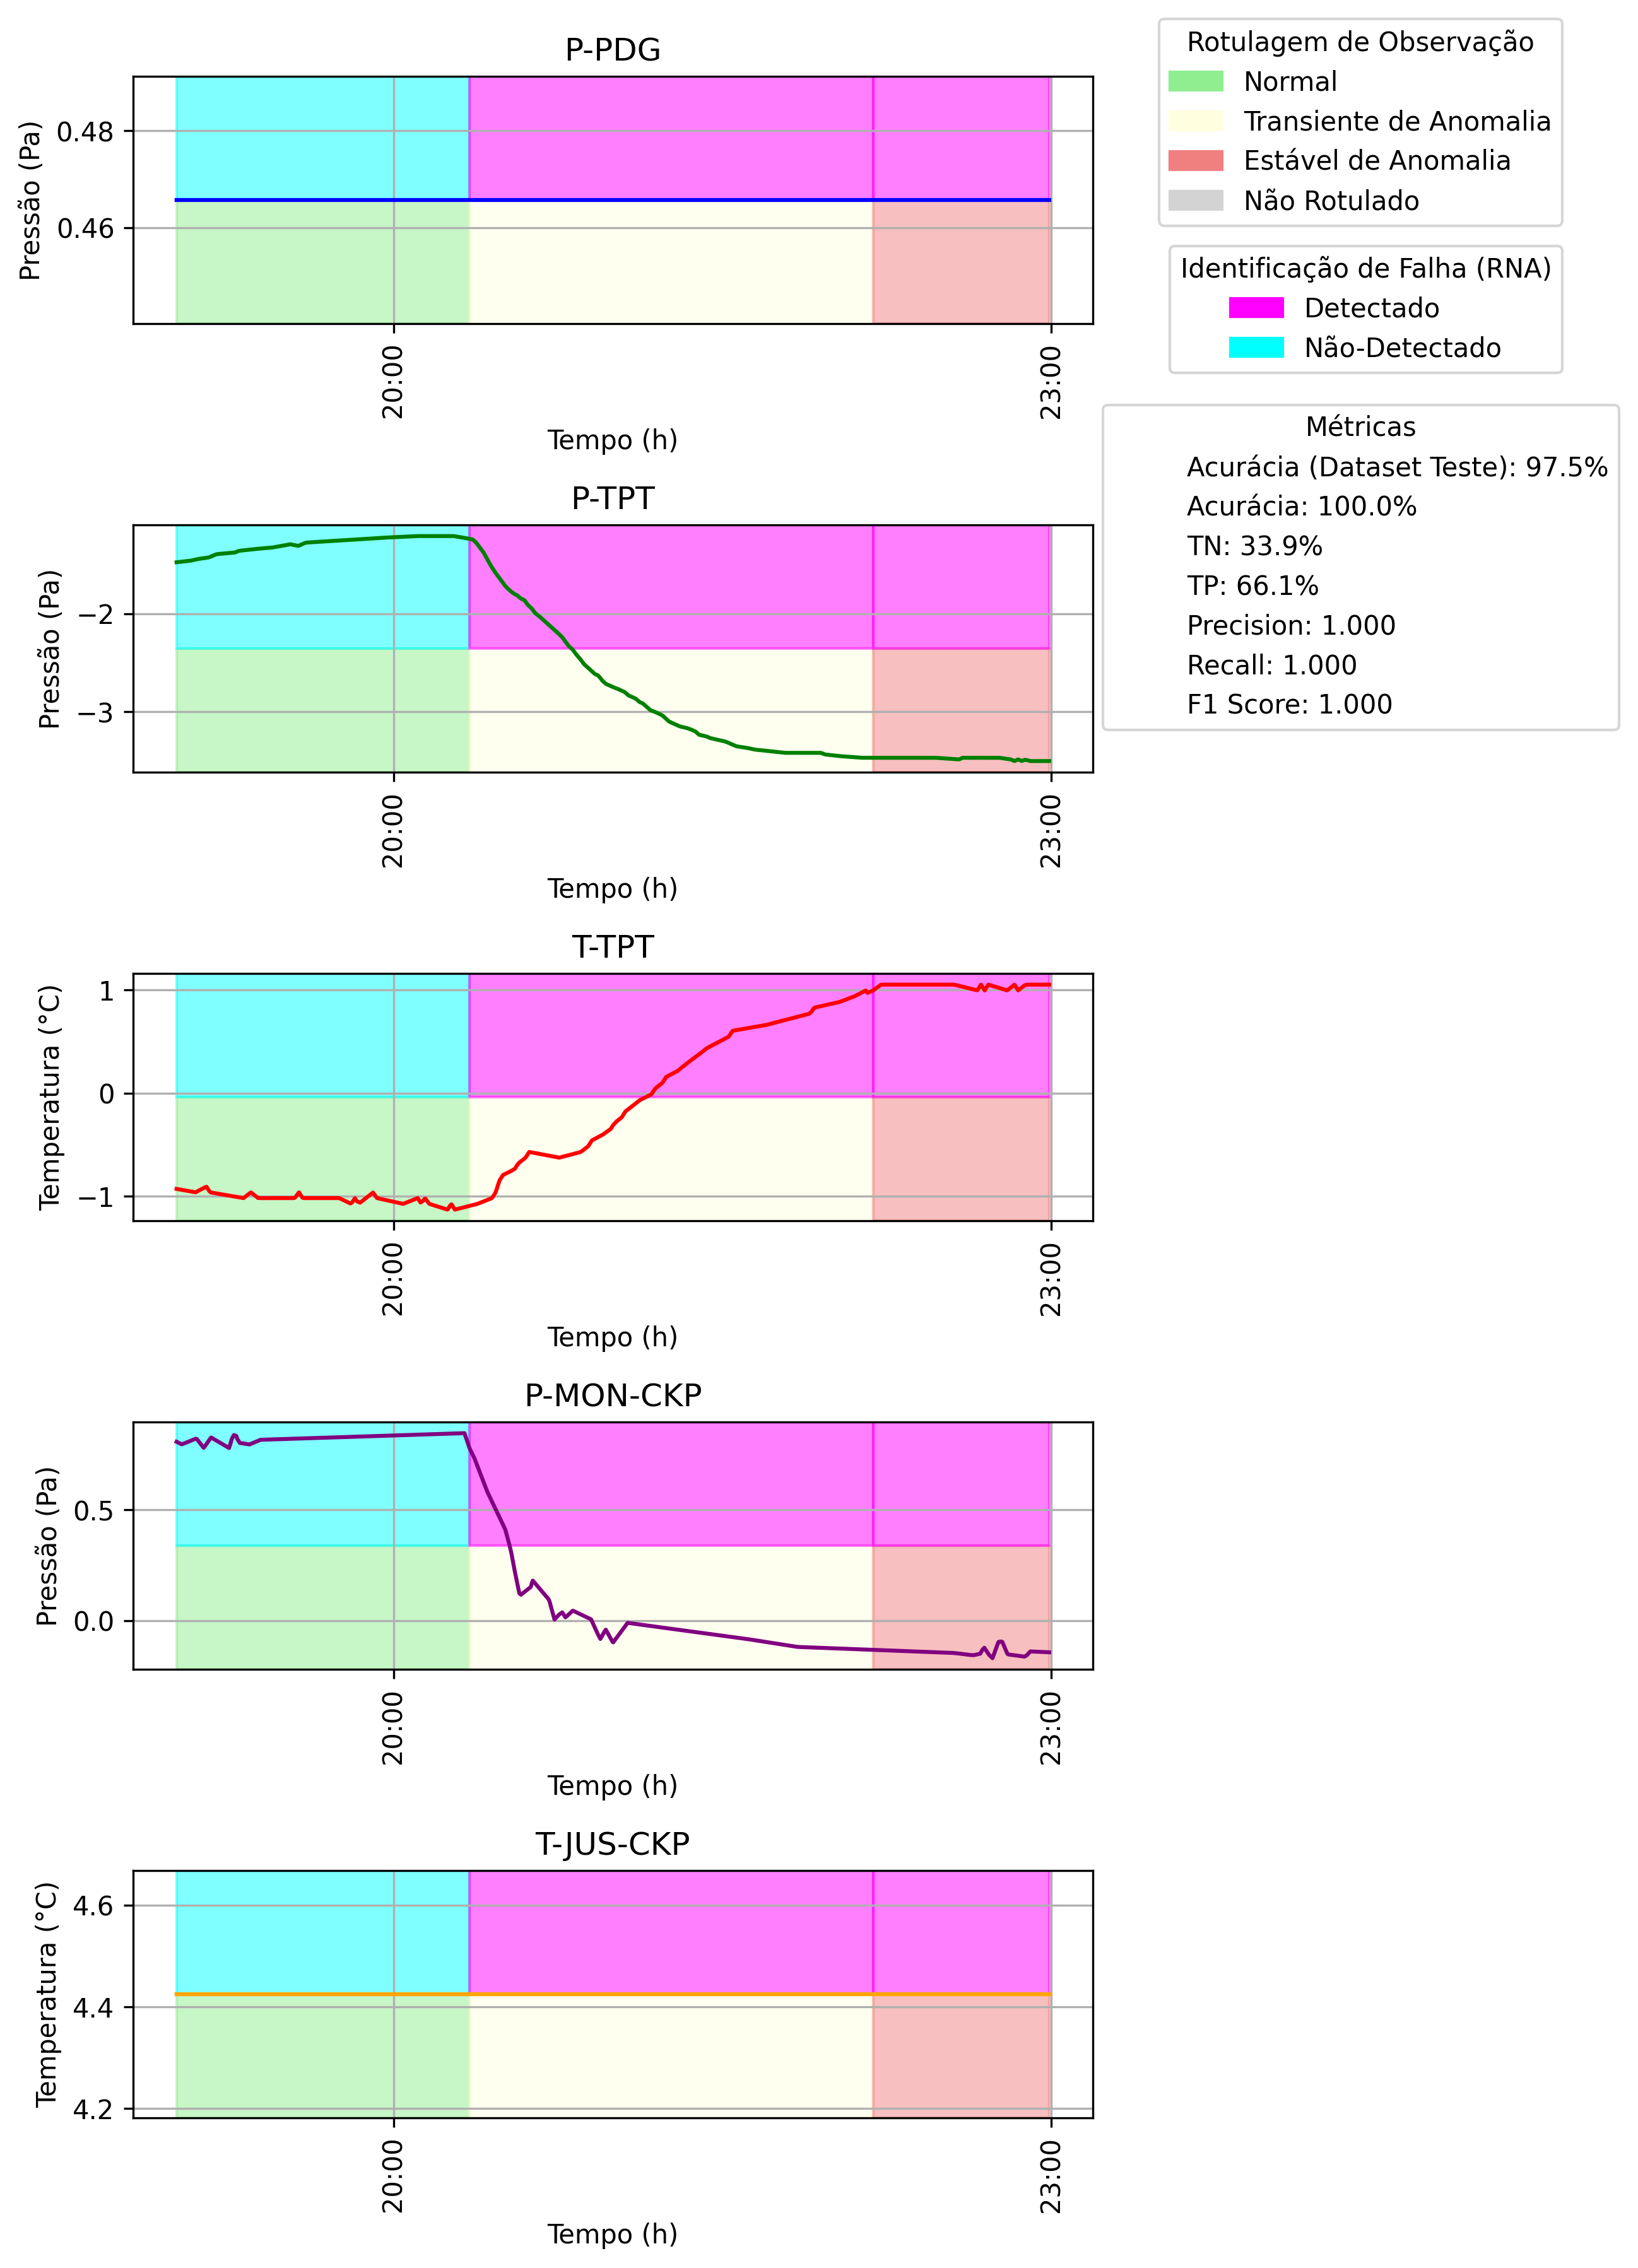 P-PDG
Pressão (Pa)
0.48
0.46
20:00
23:00
Tempo (h)
Rotulagem de Observação
Normal
Transiente de Anomalia
Estável de Anomalia
Não Rotulado
Identificação de Falha (RNA)
Detectado
Não-Detectado
Métricas
Acurácia (Dataset Teste): 97.5%
Acurácia: 100.0%
TN: 33.9%
TP: 66.1%
Precision: 1.000
Recall: 1.000
F1 Score: 1.000
P-TPT
Pressão (Pa)
−2
−3
20:00
23:00
Tempo (h)
T-TPT
Temperatura (°C)
1
0
−1
20:00
23:00
Tempo (h)
P-MON-CKP
Pressão (Pa)
0.5
0.0
20:00
23:00
Tempo (h)
T-JUS-CKP
Temperatura (°C)
4.6
4.4
4.2
20:00
23:00
Tempo (h)